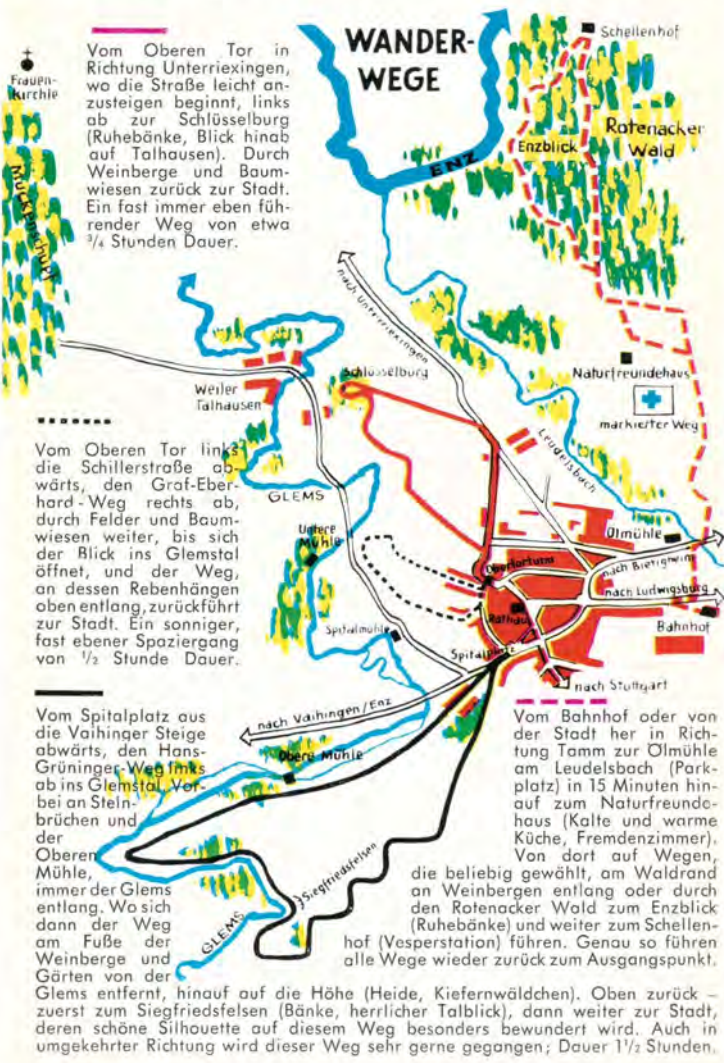 WANDER-
WEGE
Vom Oberen Tor in
Richtung Unterriexingen,
wo die Straße leicht an-
zusteigen beginnt, links
ab zur Schlüsselburg
(Ruhebänke, Blick hinab
auf Talhausen). Durch
Weinberge und Baum-
wiesen zurück zur Stadt.
Ein fast immer eben füh-
render Weg von etwa
¾ Stunden Dauer.
Frauen-
kirchle
Muckenschupf
Schellenhof
Rotenacker
Wald
Enzblick
ENZ
nach Unterriexingen
Schlüsselburg
Weiler
Talhausen
Naturfreundehaus
markierter Weg
Leudelsbach
GLEMS
Untere
Mühle
Ölmühle
Obertorturm
nach Bietigheim
nach Ludwigsburg
Rathaus
Bahnhof
Spitalmühle
Spitalplatz
nach Stuttgart
nach Vaihingen/Enz
Obere Mühle
Siegfriedsfelsen
GLEMS
Vom Oberen Tor links
die Schillerstraße ab-
wärts, den Graf-Eber-
hard-Weg rechts ab,
durch Felder und Baum-
wiesen weiter, bis sich
der Blick ins Glemstal
öffnet, und der Weg,
an dessen Rebenhängen
oben entlang, zurückführt
zur Stadt. Ein sonniger,
fast ebener Spaziergang
von ½ Stunde Dauer.
Vom Spitalplatz aus
die Vaihinger Steige
abwärts, den Hans-
Grüninger-Weg links
ab ins Glemstal. Vor-
bei an Stein-
brüchen und
der
Oberen
Mühle,
immer der Glems
entlang. Wo sich
dann der Weg
am Fuße der
Weinberge und
Gärten von der
Glems entfernt, hinauf auf die Höhe (Heide, Kiefernwäldchen). Oben zurück –
zuerst zum Siegfriedsfelsen (Bänke, herrlicher Talblick), dann weiter zur Stadt,
deren schöne Silhouette auf diesem Weg besonders bewundert wird. Auch in
umgekehrter Richtung wird dieser Weg sehr gerne gegangen; Dauer 1½ Stunden.
Vom Bahnhof oder von
der Stadt her in Rich-
tung Tamm zur Ölmühle
am Leudelsbach (Park-
platz) in 15 Minuten hin-
auf zum Naturfreunde-
haus (Kalte und warme
Küche, Fremdenzimmer).
Von dort auf Wegen,
die beliebig gewählt, am Waldrand
an Weinbergen entlang oder durch
den Rotenacker Wald zum Enzblick
(Ruhebänke) und weiter zum Schellen-
hof (Vesperstation) führen. Genau so führen
alle Wege wieder zurück zum Ausgangspunkt.